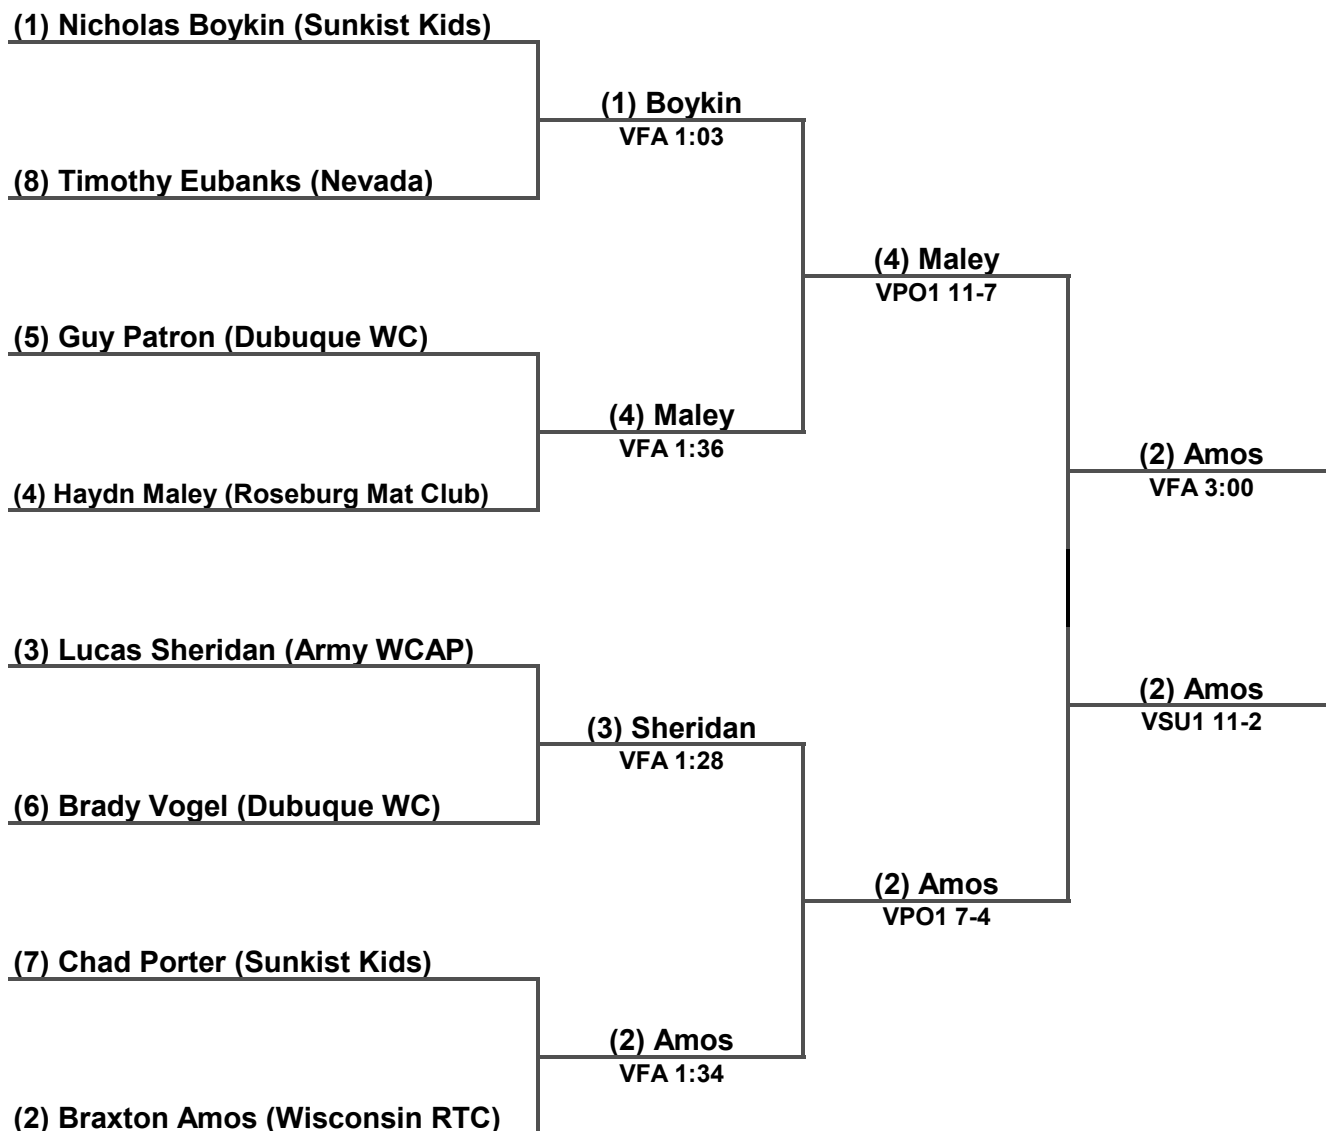 (1) Nicholas Boykin (Sunkist Kids)
(1) Boykin
VFA 1:03
(8) Timothy Eubanks (Nevada)
(4) Maley
VPO1 11-7
(5) Guy Patron (Dubuque WC)
(4) Maley
VFA 1:36
(4) Haydn Maley (Roseburg Mat Club)
(2) Amos
VFA 3:00
(3) Lucas Sheridan (Army WCAP)
(2) Amos
VSU1 11-2
(3) Sheridan
VFA 1:28
(6) Brady Vogel (Dubuque WC)
(2) Amos
VPO1 7-4
(7) Chad Porter (Sunkist Kids)
(2) Amos
VFA 1:34
(2) Braxton Amos (Wisconsin RTC)